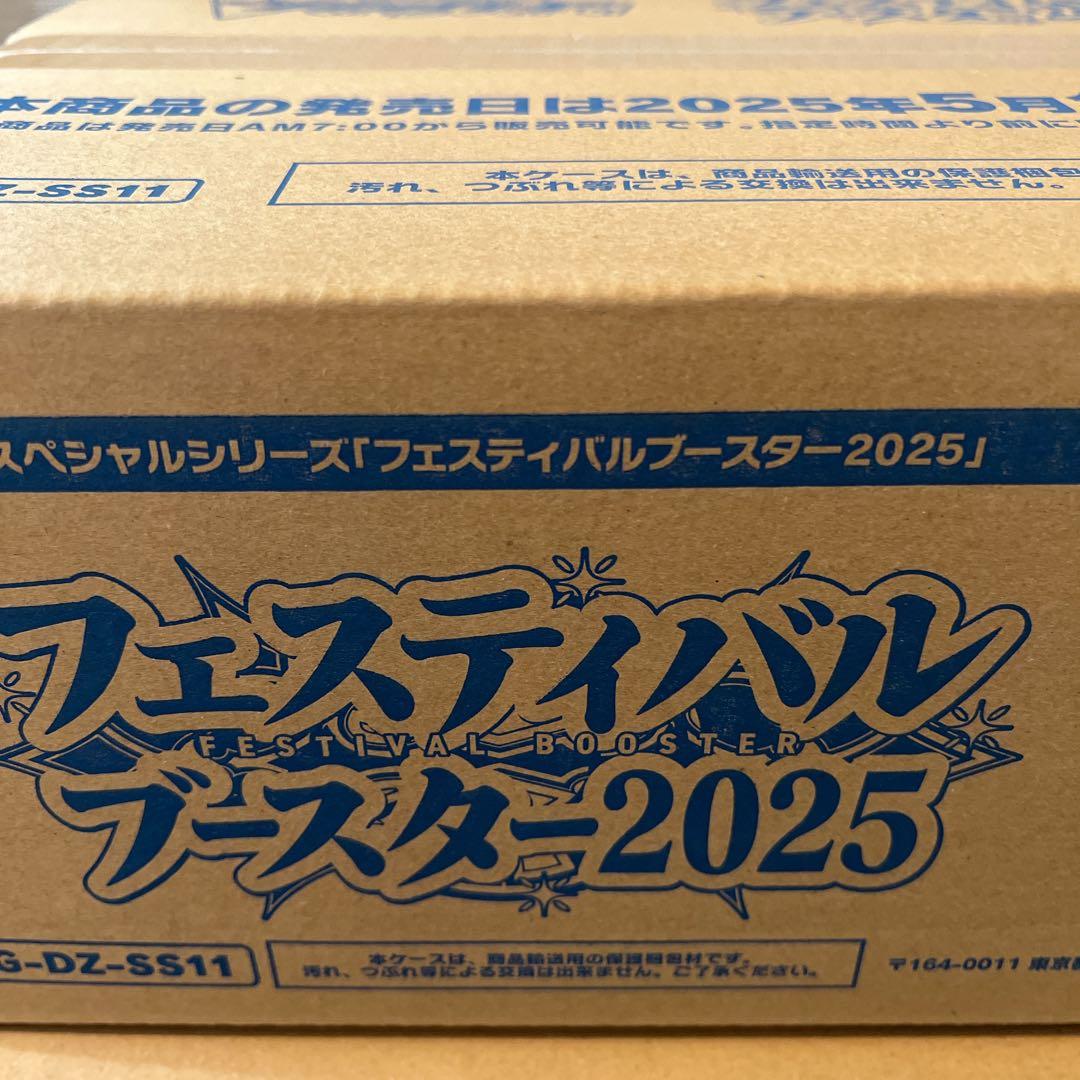 本商品の発売日は2025年5月
商品は発売日AM7:00から販売可能です。指定時間より前に
Z-SS11
本ケースは、商品輸送用の保護梱包
汚れ、つぶれ等による交換は出来ません。
スペシャルシリーズ「フェスティバルブースター2025」
フェスティバル
FESTIVAL BOOSTER
ブースター2025
G-DZ-SS11
本ケースは、商品輸送用の保護梱包材です。
汚れ、つぶれ等による交換は出来ません。ご了承ください。
〒164-0011 東京都